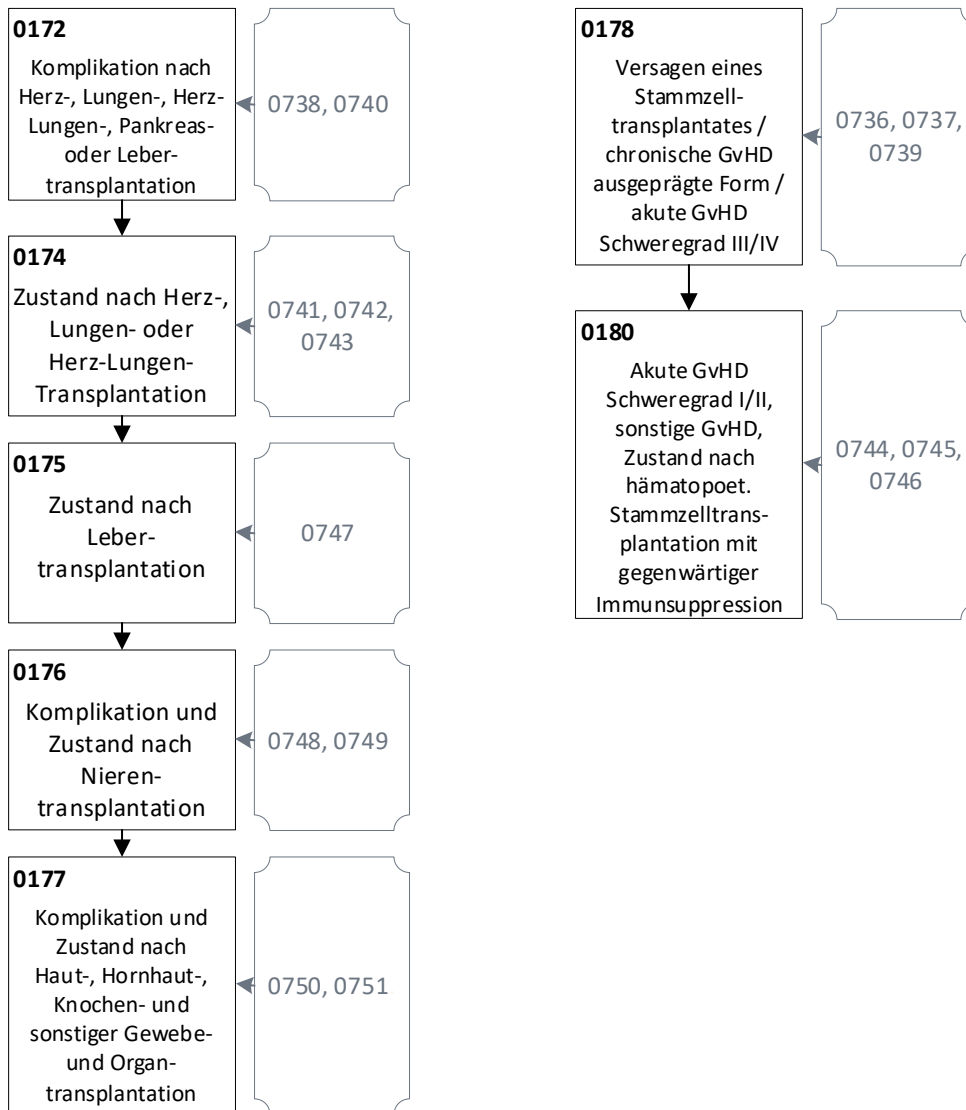 0172
Komplikation nach
Herz-, Lungen-, Herz-
Lungen-, Pankreas-
oder Leber-
transplantation
0738, 0740
0174
Zustand nach Herz-,
Lungen- oder
Herz-Lungen-
Transplantation
0741, 0742,
0743
0175
Zustand nach
Leber-
transplantation
0747
0176
Komplikation und
Zustand nach
Nieren-
transplantation
0748, 0749
0177
Komplikation und
Zustand nach
Haut-, Hornhaut-,
Knochen- und
sonstiger Gewebe-
und Organ-
transplantation
0750, 0751
0178
Versagen eines
Stammzell-
transplantates /
chronische GvHD
ausgeprägte Form /
akute GvHD
Schweregrad III/IV
0736, 0737,
0739
0180
Akute GvHD
Schweregrad I/II,
sonstige GvHD,
Zustand nach
hämatopoet.
Stammzelltrans-
plantation mit
gegenwärtiger
Immunsuppression
0744, 0745,
0746